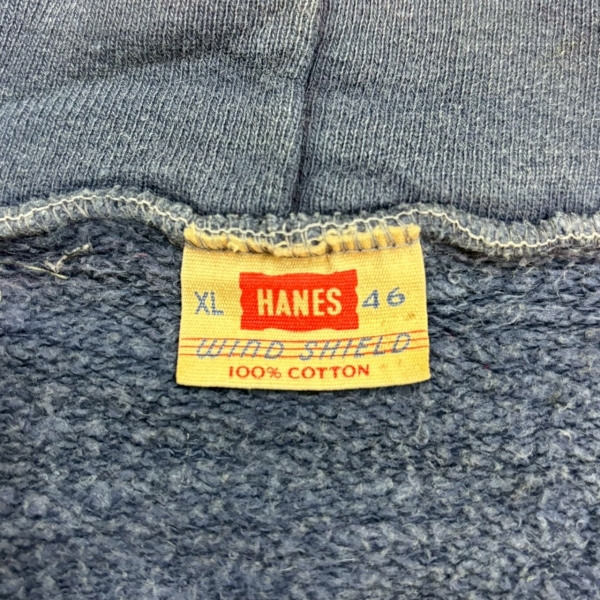 XL HANES 46
WIND SHIELD
100% COTTON